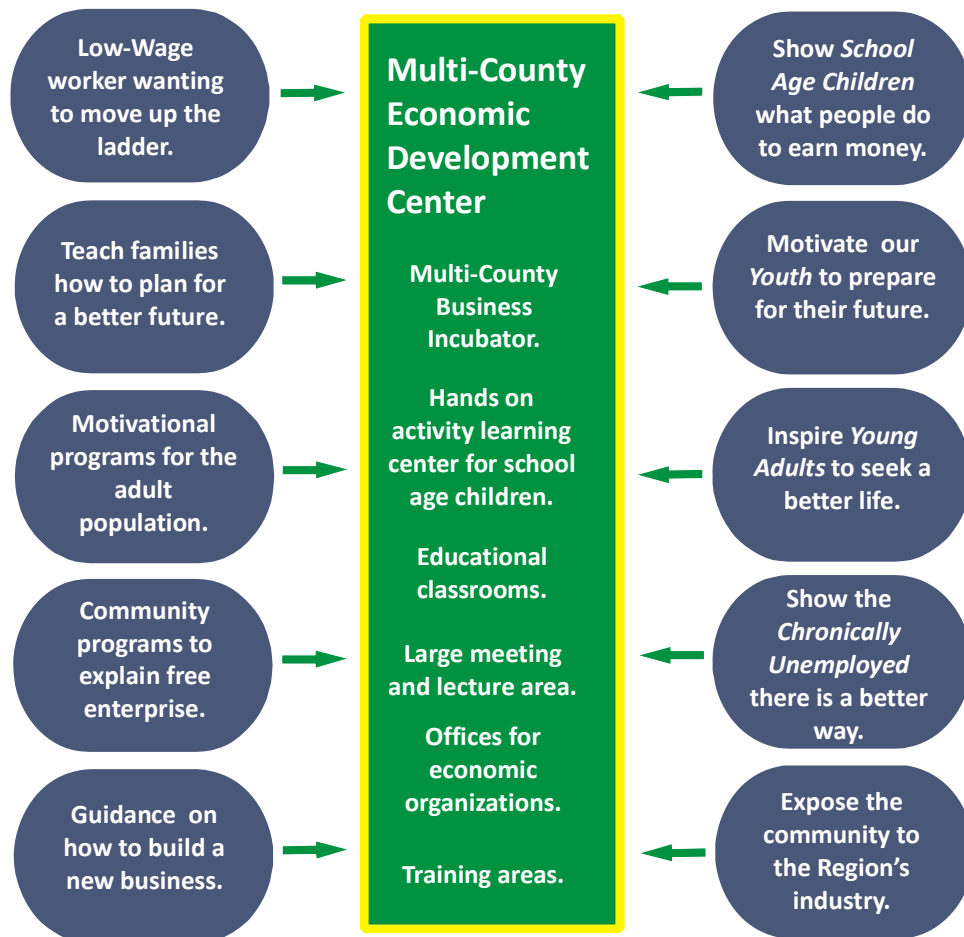 Low-Wage
worker wanting
to move up the
ladder.
Teach families
how to plan for
a better future.
Motivational
programs for the
adult
population.
Community
programs to
explain free
enterprise.
Guidance on
how to build a
new business.
Multi-County
Economic
Development
Center
Multi-County
Business
Incubator.
Hands on
activity learning
center for school
age children.
Educational
classrooms.
Large meeting
and lecture area.
Offices for
economic
organizations.
Training areas.
Show School
Age Children
what people do
to earn money.
Motivate our
Youth to prepare
for their future.
Inspire Young
Adults to seek a
better life.
Show the
Chronically
Unemployed
there is a better
way.
Expose the
community to
the Region's
industry.